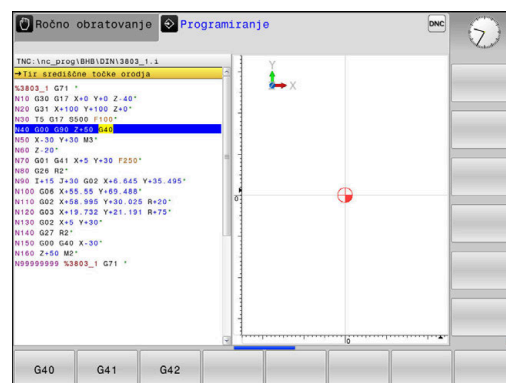 Ročno obratovanje
Programiranje
DNC
TNC:\nc_prog\BHB\DIN\3803_1.i
→Tir središčne točke orodja
%3803_1 G71 *
N10 G30 G17 X+0 Y+0 Z-40*
N20 G31 X+100 Y+100 Z+0*
N30 T5 G17 S500 F100*
N40 G00 G90 Z+50 G40
N50 X-30 Y+30 M3*
N60 Z-20*
N70 G01 G41 X+5 Y+30 F250*
N80 G26 R2*
N90 I+15 J+30 G02 X+6.645 Y+35.495*
N100 G06 X+55.55 Y+69.488*
N110 G02 X+58.995 Y+30.025 R+20*
N120 G03 X+19.732 Y+21.191 R+75*
N130 G02 X+5 Y+30*
N140 G27 R2*
N150 G00 G40 X-30*
N160 Z+50 M2*
N99999999 %3803_1 G71 *
Y
X
0
0
G40
G41
G42